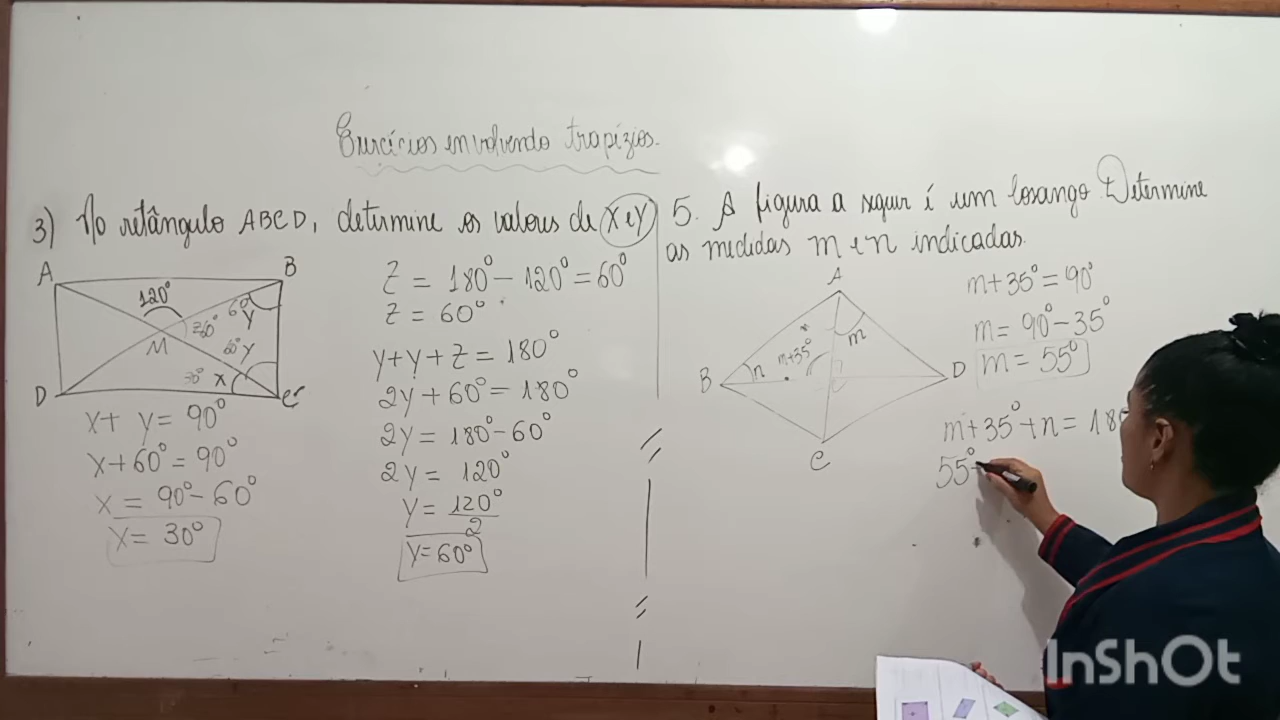 Exercícios envolvendo trapézios.
3) No retângulo ABCD, determine os valores de X e Y
A
B
120°
60°
Y
Z60°
M
60° Y
30° X
D
C
X + Y = 90°
X + 60° = 90°
X = 90° - 60°
X = 30°
Z = 180° - 120° = 60°
Z = 60°
Y + Y + Z = 180°
2Y + 60° = 180°
2Y = 180° - 60°
2Y = 120°
Y = 120°
2
Y = 60°
5. A figura a seguir é um losango. Determine
as medidas m e n indicadas.
A
m
m+35°
B
n
D
C
m + 35° = 90°
m = 90° - 35°
m = 55°
m + 35° + n = 180
55°
InShOt